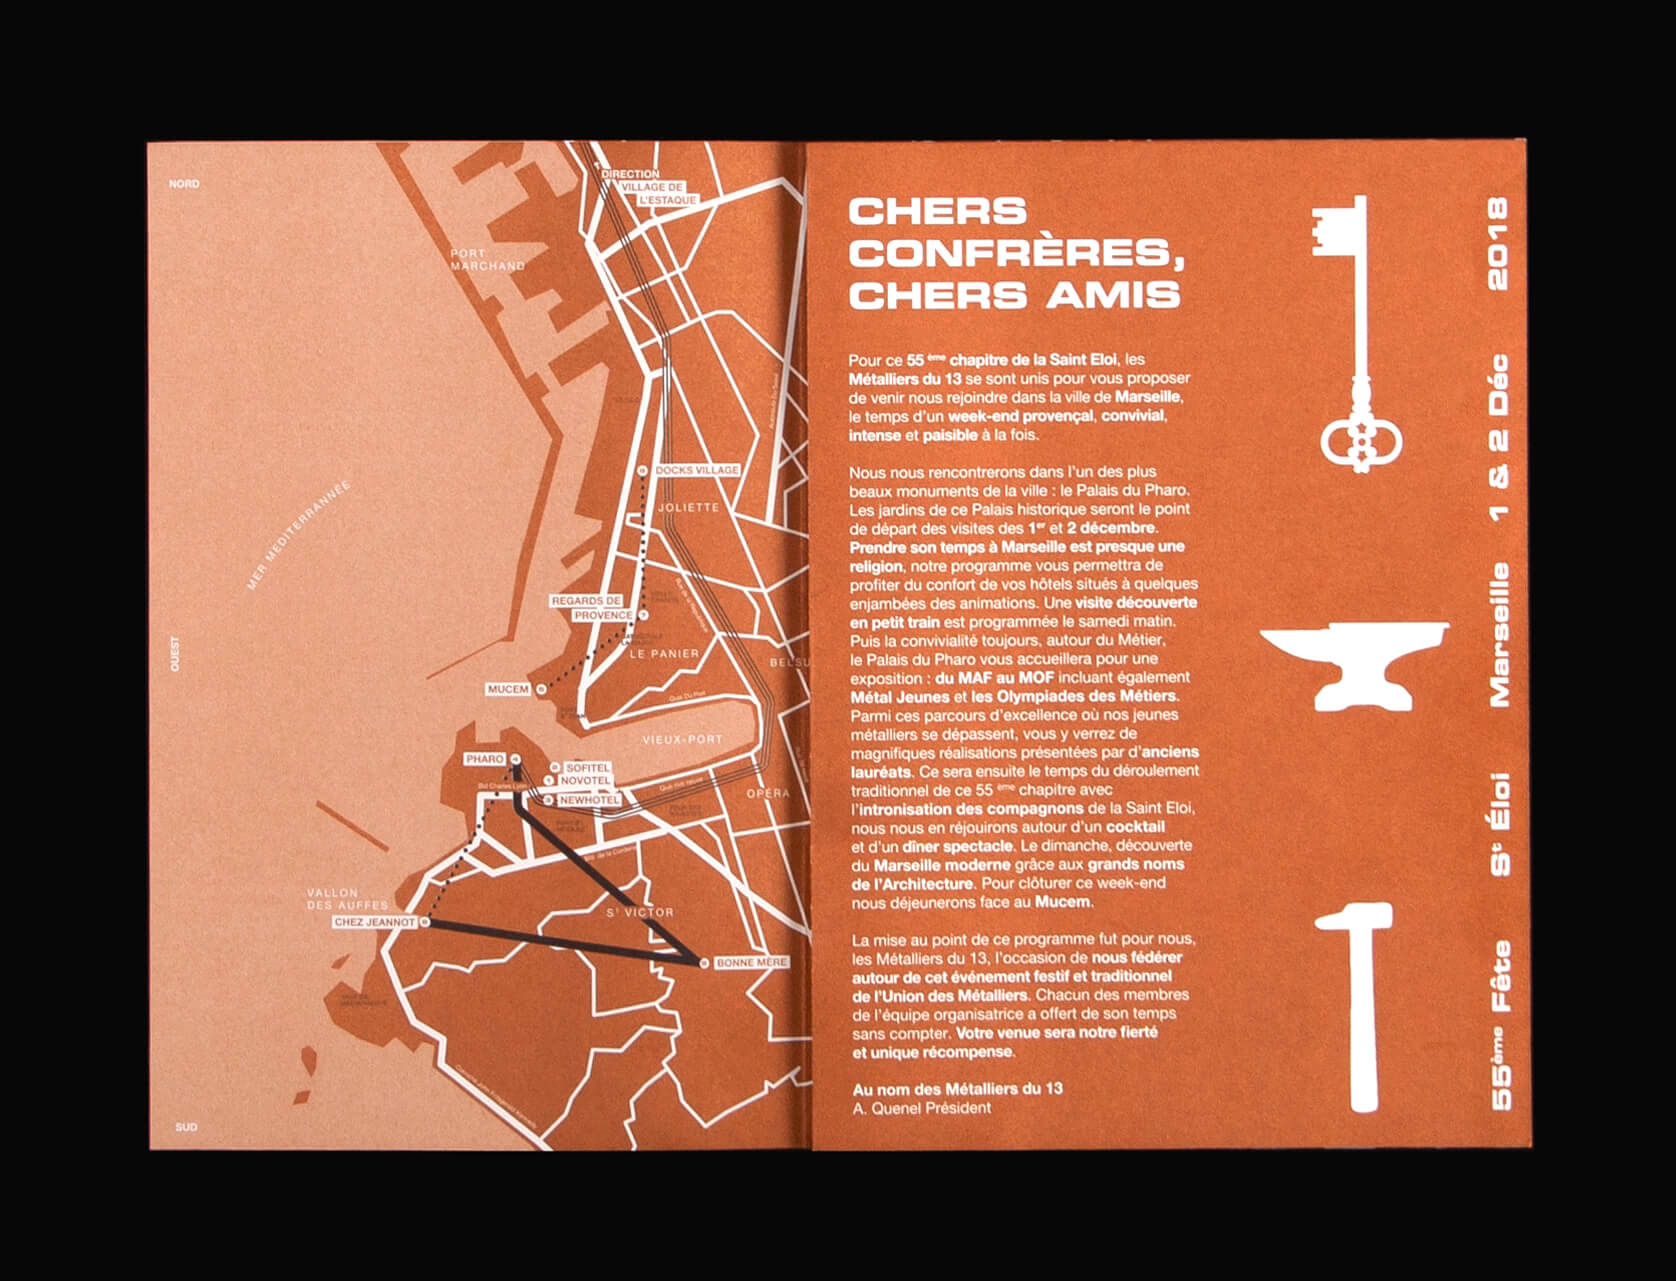 NORD
DIRECTION
VILLAGE DE
L'ESTAQUE
PORT
MARCHAND
MER MEDITERRANNÉE
DOCKS VILLAGE
JOLIETTE
REGARDS DE
PROVENCE
LE PANIER
OUEST
MUCEM
BELSU
Quai Du Port
VIEUX-PORT
PHARO
SOFITEL
NOVOTEL
NEWHOTEL
OPÉRA
VALLON
DES AUFFES
CHEZ JEANNOT
St VICTOR
BONNE MÈRE
SUD
CHERS
CONFRÈRES,
CHERS AMIS
Pour ce 55 ème chapitre de la Saint Eloi, les
Métalliers du 13 se sont unis pour vous proposer
de venir nous rejoindre dans la ville de Marseille,
le temps d'un week-end provençal, convivial,
intense et paisible à la fois.
Nous nous rencontrerons dans l'un des plus
beaux monuments de la ville : le Palais du Pharo.
Les jardins de ce Palais historique seront le point
de départ des visites des 1er et 2 décembre.
Prendre son temps à Marseille est presque une
religion, notre programme vous permettra de
profiter du confort de vos hôtels situés à quelques
enjambées des animations. Une visite découverte
en petit train est programmée le samedi matin.
Puis la convivialité toujours, autour du Métier,
le Palais du Pharo vous accueillera pour une
exposition : du MAF au MOF incluant également
Métal Jeunes et les Olympiades des Métiers.
Parmi ces parcours d'excellence où nos jeunes
métalliers se dépassent, vous y verrez de
magnifiques réalisations présentées par d'anciens
lauréats. Ce sera ensuite le temps du déroulement
traditionnel de ce 55 ème chapitre avec
l'intronisation des compagnons de la Saint Eloi,
nous nous en réjouirons autour d'un cocktail
et d'un dîner spectacle. Le dimanche, découverte
du Marseille moderne grâce aux grands noms
de l'Architecture. Pour clôturer ce week-end
nous déjeunerons face au Mucem.
La mise au point de ce programme fut pour nous,
les Métalliers du 13, l'occasion de nous fédérer
autour de cet événement festif et traditionnel
de l'Union des Métalliers. Chacun des membres
de l'équipe organisatrice a offert de son temps
sans compter. Votre venue sera notre fierté
et unique récompense.
Au nom des Métalliers du 13
A. Quenel Président
55ème Fête St Éloi Marseille 1 & 2 Déc 2018